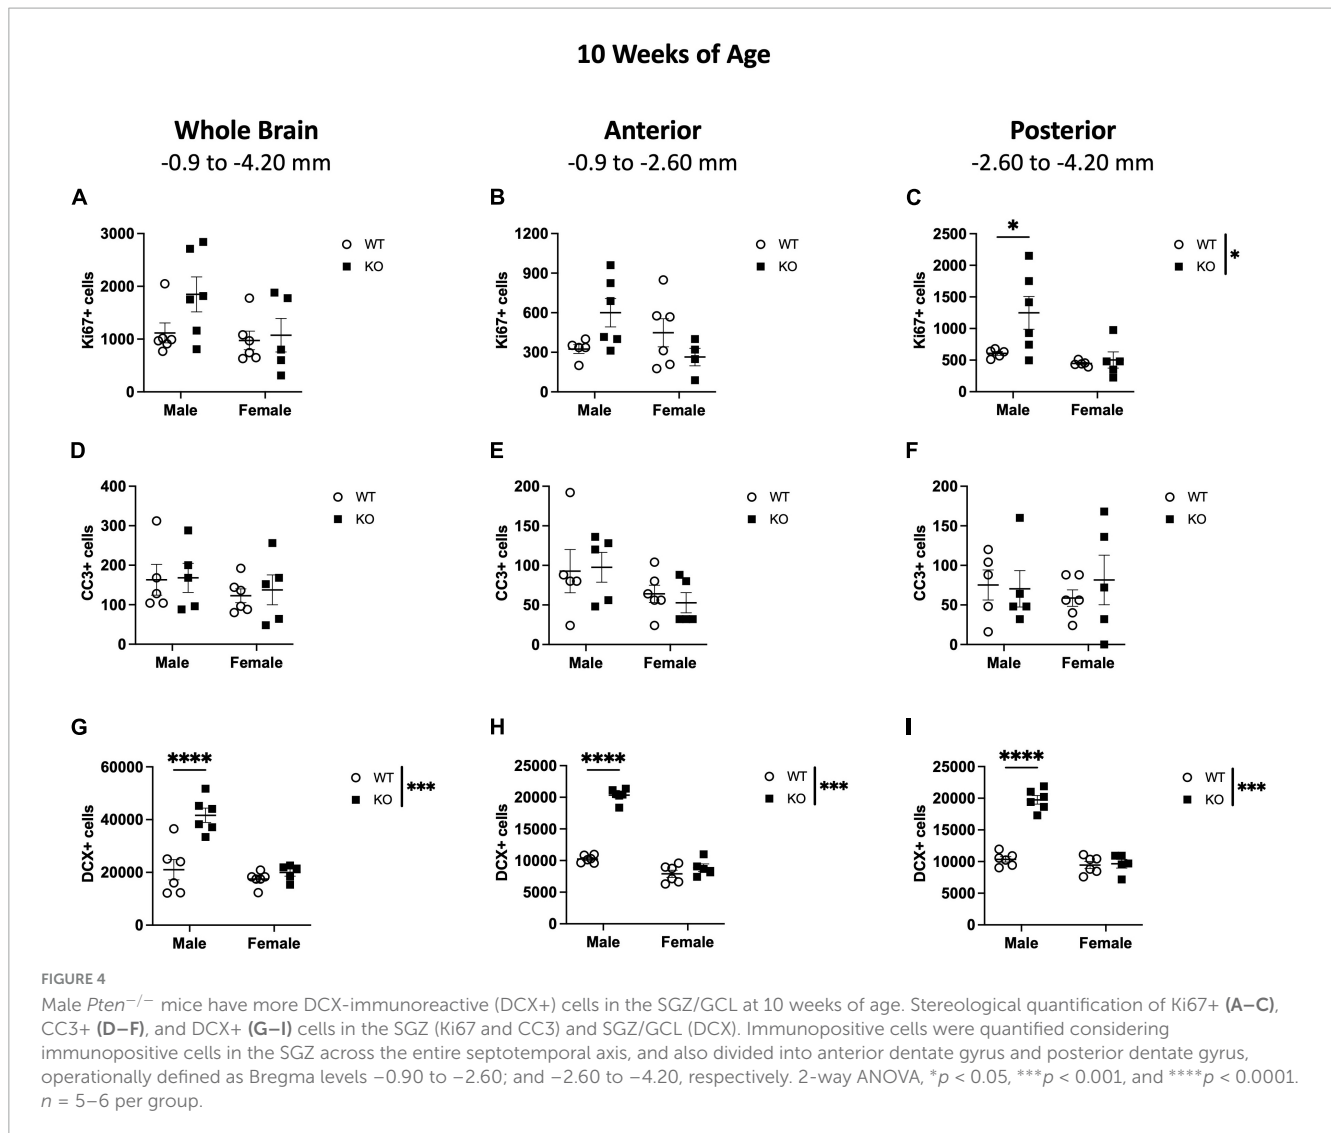 10 Weeks of Age
Whole Brain
-0.9 to -4.20 mm
Anterior
-0.9 to -2.60 mm
Posterior
-2.60 to -4.20 mm
A
3000
2000
1000
0
Ki67+ cells
Male
Female
WT
KO
B
1200
900
600
300
0
Ki67+ cells
Male
Female
WT
KO
C
2500
2000
1500
1000
500
0
Ki67+ cells
*
Male
Female
WT
KO
*
D
400
300
200
100
0
CC3+ cells
Male
Female
WT
KO
E
200
150
100
50
0
CC3+ cells
Male
Female
WT
KO
F
200
150
100
50
0
CC3+ cells
Male
Female
WT
KO
G
60000
40000
20000
0
DCX+ cells
****
Male
Female
WT
KO
***
H
25000
20000
15000
10000
5000
0
DCX+ cells
****
Male
Female
WT
KO
***
I
25000
20000
15000
10000
5000
0
DCX+ cells
****
Male
Female
WT
KO
***
FIGURE 4
Male Pten−/− mice have more DCX-immunoreactive (DCX+) cells in the SGZ/GCL at 10 weeks of age. Stereological quantification of Ki67+ (A–C),
CC3+ (D–F), and DCX+ (G–I) cells in the SGZ (Ki67 and CC3) and SGZ/GCL (DCX). Immunopositive cells were quantified considering
immunopositive cells in the SGZ across the entire septotemporal axis, and also divided into anterior dentate gyrus and posterior dentate gyrus,
operationally defined as Bregma levels −0.90 to −2.60; and −2.60 to −4.20, respectively. 2-way ANOVA, *p < 0.05, ***p < 0.001, and ****p < 0.0001.
n = 5–6 per group.